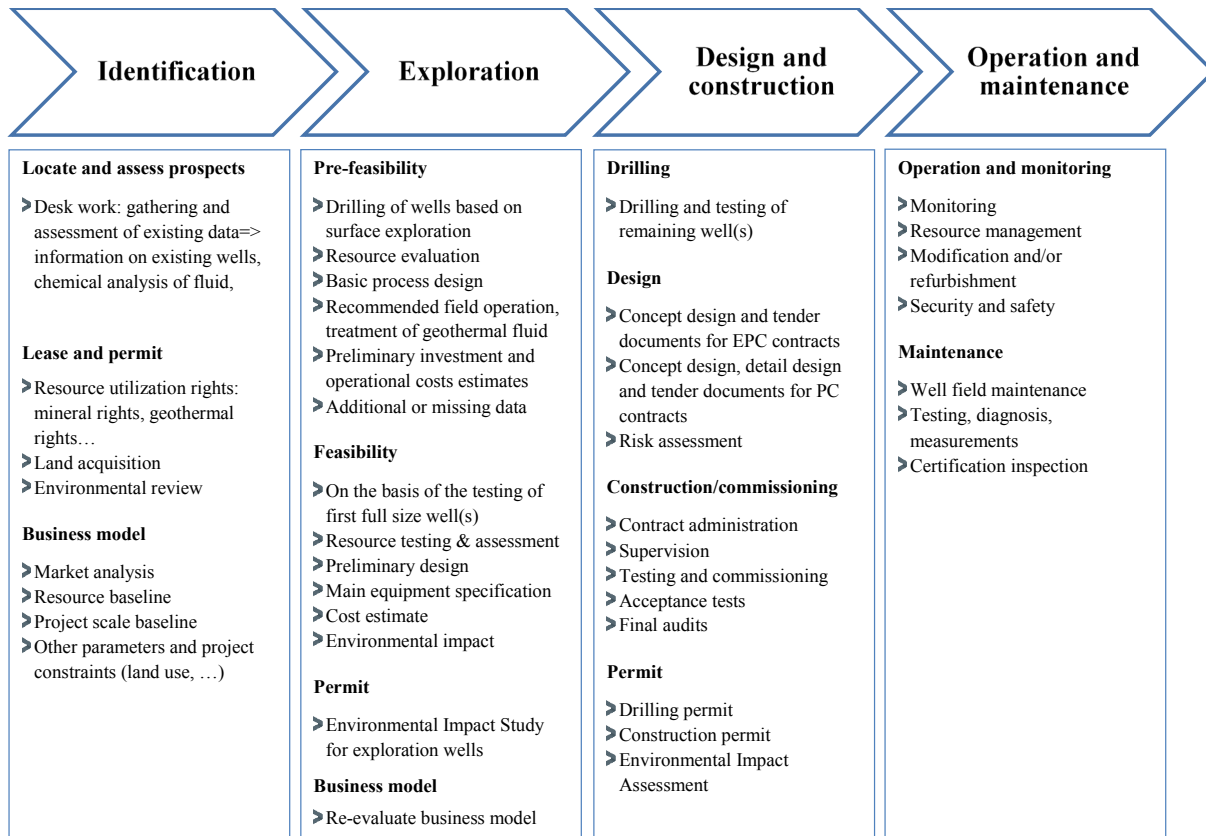 Identification
Exploration
Design and
construction
Operation and
maintenance
Locate and assess prospects
Desk work: gathering and
assessment of existing data=>
information on existing wells,
chemical analysis of fluid,
Lease and permit
Resource utilization rights:
mineral rights, geothermal
rights…
Land acquisition
Environmental review
Business model
Market analysis
Resource baseline
Project scale baseline
Other parameters and project
constraints (land use, …)
Pre-feasibility
Drilling of wells based on
surface exploration
Resource evaluation
Basic process design
Recommended field operation,
treatment of geothermal fluid
Preliminary investment and
operational costs estimates
Additional or missing data
Feasibility
On the basis of the testing of
first full size well(s)
Resource testing & assessment
Preliminary design
Main equipment specification
Cost estimate
Environmental impact
Permit
Environmental Impact Study
for exploration wells
Business model
Re-evaluate business model
Drilling
Drilling and testing of
remaining well(s)
Design
Concept design and tender
documents for EPC contracts
Concept design, detail design
and tender documents for PC
contracts
Risk assessment
Construction/commissioning
Contract administration
Supervision
Testing and commissioning
Acceptance tests
Final audits
Permit
Drilling permit
Construction permit
Environmental Impact
Assessment
Operation and monitoring
Monitoring
Resource management
Modification and/or
refurbishment
Security and safety
Maintenance
Well field maintenance
Testing, diagnosis,
measurements
Certification inspection